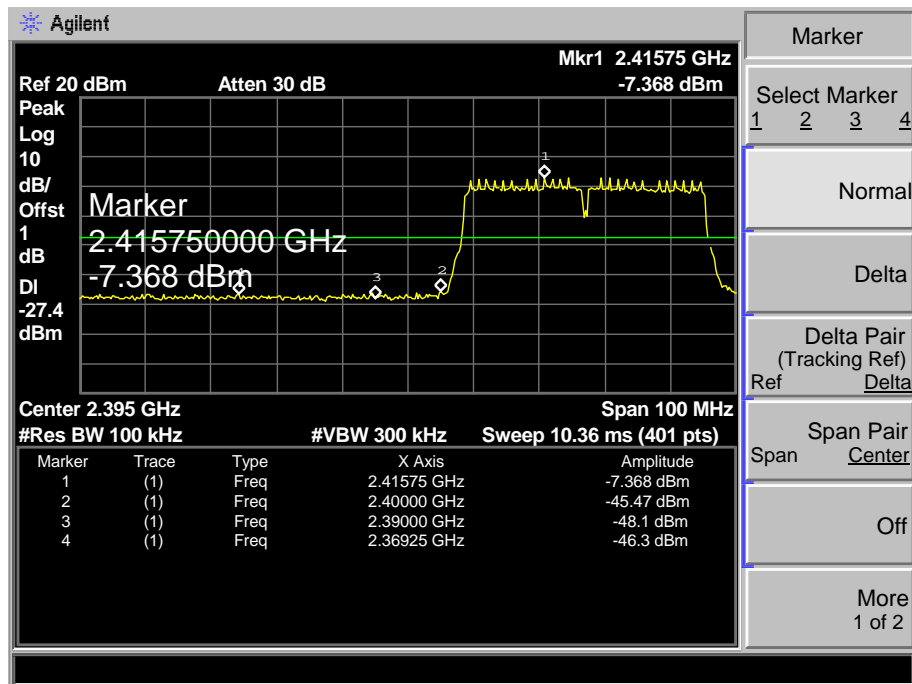 Agilent
Mkr1 2.41575 GHz
Ref 20 dBm Atten 30 dB -7.368 dBm
Peak
Log
10
dB/
Offst
1
dB
DI
-27.4
dBm
Marker
2.415750000 GHz
-7.368 dBm
1
2
3
4
Center 2.395 GHz Span 100 MHz
#Res BW 100 kHz #VBW 300 kHz Sweep 10.36 ms (401 pts)
Marker Trace Type X Axis Amplitude
1 (1) Freq 2.41575 GHz -7.368 dBm
2 (1) Freq 2.40000 GHz -45.47 dBm
3 (1) Freq 2.39000 GHz -48.1 dBm
4 (1) Freq 2.36925 GHz -46.3 dBm
Marker
Select Marker
1 2 3 4
Normal
Delta
Delta Pair
(Tracking Ref)
Ref Delta
Span Pair
Span Center
Off
More
1 of 2